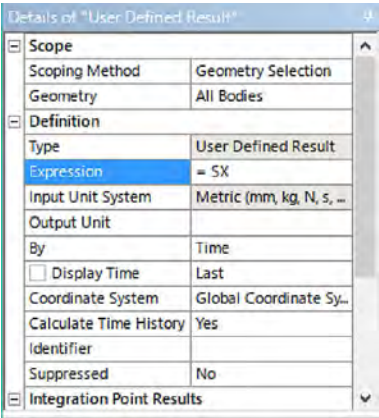 Details of "User Defined Result"
Scope
Scoping Method Geometry Selection
Geometry All Bodies
Definition
Type User Defined Result
Expression = SX
Input Unit System Metric (mm, kg, N, s, ...
Output Unit
By Time
Display Time Last
Coordinate System Global Coordinate Sy...
Calculate Time History Yes
Identifier
Suppressed No
Integration Point Results